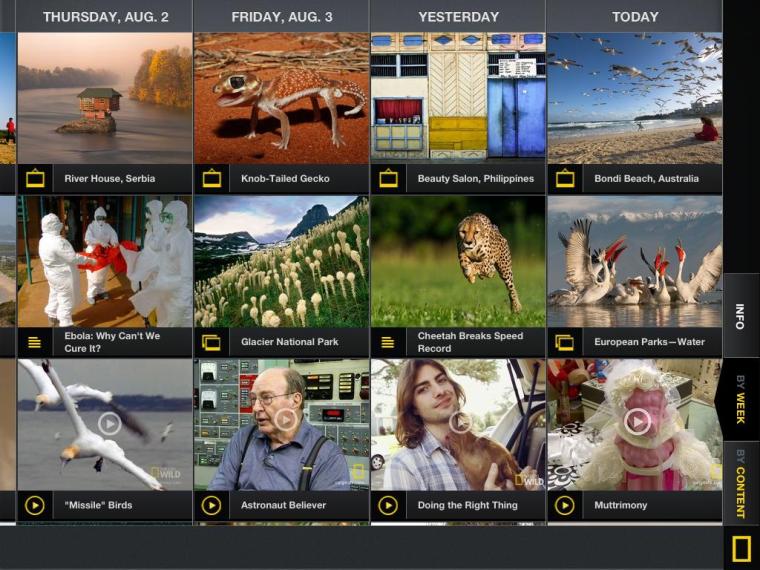 THURSDAY, AUG. 2
FRIDAY, AUG. 3
YESTERDAY
TODAY
River House, Serbia
Knob-Tailed Gecko
Beauty Salon, Philippines
Bondi Beach, Australia
Ebola: Why Can't We
Cure It?
Glacier National Park
Cheetah Breaks Speed
Record
European Parks—Water
WILD
WILD
"Missile" Birds
Astronaut Believer
Doing the Right Thing
Muttrimony
INFO
BY WEEK
BY CONTENT